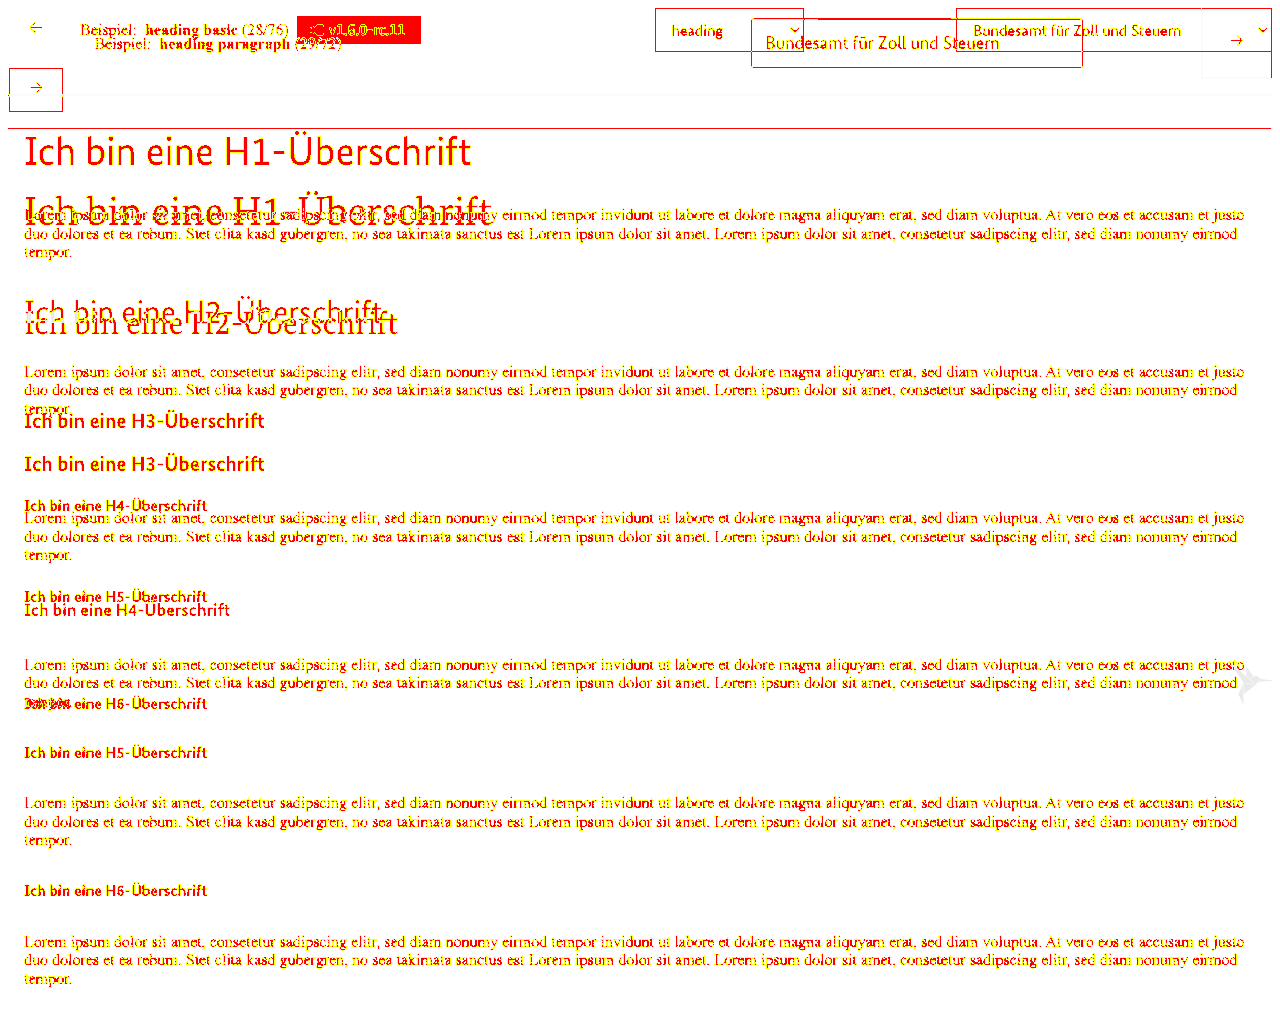 ← Beispiel: heading basic (28/76) v1.6.0-rc.11 heading Bundesamt für Zoll und Steuern
Beispiel: heading paragraph Bundesamt für Zoll und Steuern →
→
Ich bin eine H1-Überschrift
Ich bin eine H1-Überschrift
Lorem ipsum dolor sit amet, consetetur sadipscing elitr, sed diam nonumy eirmod tempor invidunt ut labore et dolore magna aliquyam erat, sed diam voluptua. At vero eos et accusam et justo
duo dolores et ea rebum. Stet clita kasd gubergren, no sea takimata sanctus est Lorem ipsum dolor sit amet. Lorem ipsum dolor sit amet, consetetur sadipscing elitr, sed diam nonumy eirmod
tempor.
Ich bin eine H2-Überschrift
Ich bin eine H2-Überschrift
Lorem ipsum dolor sit amet, consetetur sadipscing elitr, sed diam nonumy eirmod tempor invidunt ut labore et dolore magna aliquyam erat, sed diam voluptua. At vero eos et accusam et justo
duo dolores et ea rebum. Stet clita kasd gubergren, no sea takimata sanctus est Lorem ipsum dolor sit amet. Lorem ipsum dolor sit amet, consetetur sadipscing elitr, sed diam nonumy eirmod
tempor.
Ich bin eine H3-Überschrift
Ich bin eine H3-Überschrift
Ich bin eine H4-Überschrift
Lorem ipsum dolor sit amet, consetetur sadipscing elitr, sed diam nonumy eirmod tempor invidunt ut labore et dolore magna aliquyam erat, sed diam voluptua. At vero eos et accusam et justo
duo dolores et ea rebum. Stet clita kasd gubergren, no sea takimata sanctus est Lorem ipsum dolor sit amet. Lorem ipsum dolor sit amet, consetetur sadipscing elitr, sed diam nonumy eirmod
tempor.
Ich bin eine H5-Überschrift
Ich bin eine H4-Überschrift
Lorem ipsum dolor sit amet, consetetur sadipscing elitr, sed diam nonumy eirmod tempor invidunt ut labore et dolore magna aliquyam erat, sed diam voluptua. At vero eos et accusam et justo
duo dolores et ea rebum. Stet clita kasd gubergren, no sea takimata sanctus est Lorem ipsum dolor sit amet. Lorem ipsum dolor sit amet, consetetur sadipscing elitr, sed diam nonumy eirmod
tempor.
Ich bin eine H6-Überschrift
Ich bin eine H5-Überschrift
Lorem ipsum dolor sit amet, consetetur sadipscing elitr, sed diam nonumy eirmod tempor invidunt ut labore et dolore magna aliquyam erat, sed diam voluptua. At vero eos et accusam et justo
duo dolores et ea rebum. Stet clita kasd gubergren, no sea takimata sanctus est Lorem ipsum dolor sit amet. Lorem ipsum dolor sit amet, consetetur sadipscing elitr, sed diam nonumy eirmod
tempor.
Ich bin eine H6-Überschrift
Lorem ipsum dolor sit amet, consetetur sadipscing elitr, sed diam nonumy eirmod tempor invidunt ut labore et dolore magna aliquyam erat, sed diam voluptua. At vero eos et accusam et justo
duo dolores et ea rebum. Stet clita kasd gubergren, no sea takimata sanctus est Lorem ipsum dolor sit amet. Lorem ipsum dolor sit amet, consetetur sadipscing elitr, sed diam nonumy eirmod
tempor.